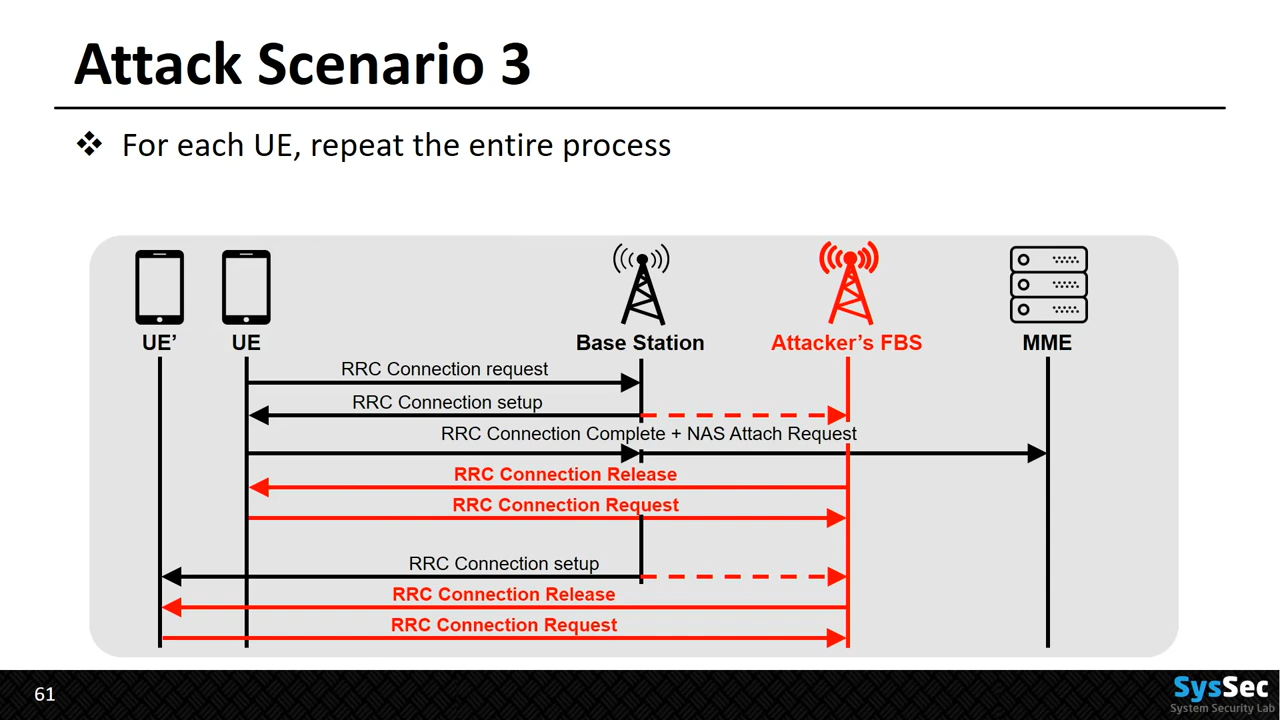 Attack Scenario 3
❖ For each UE, repeat the entire process
UE’ UE Base Station Attacker’s FBS MME
RRC Connection request
RRC Connection setup
RRC Connection Complete + NAS Attach Request
RRC Connection Release
RRC Connection Request
RRC Connection setup
RRC Connection Release
RRC Connection Request
61
SysSec
System Security Lab